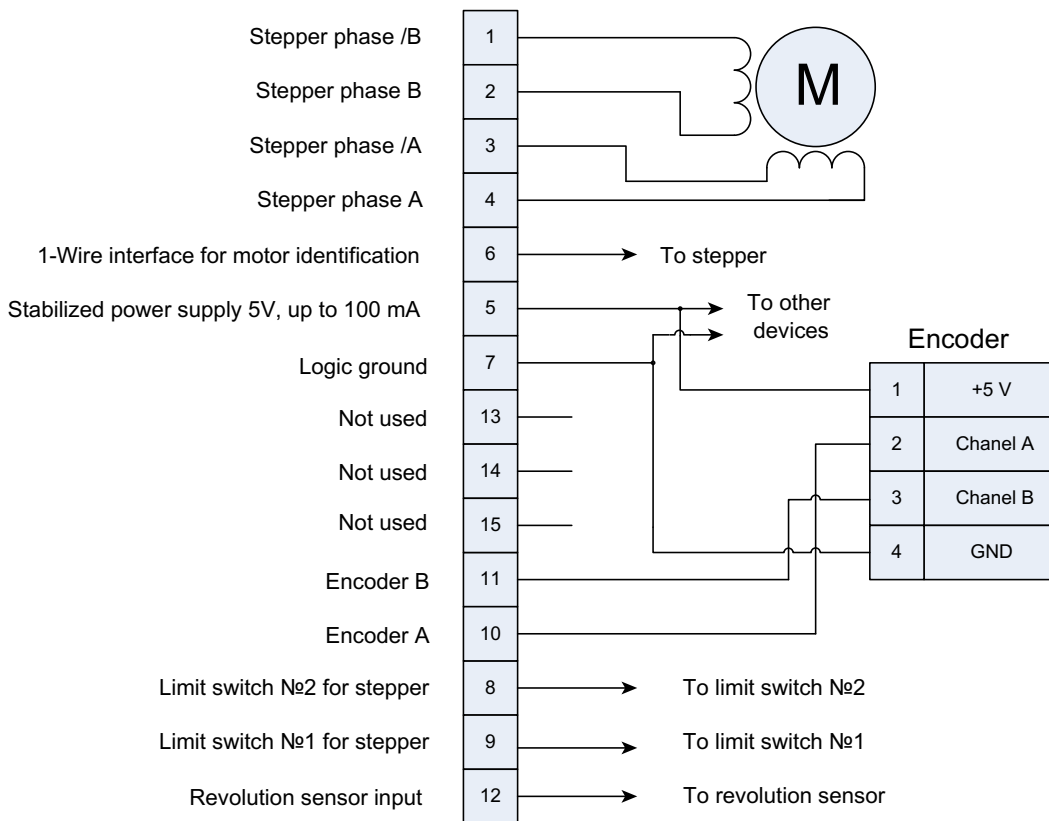 Stepper phase /B
1
Stepper phase B
2
M
Stepper phase /A
3
Stepper phase A
4
1-Wire interface for motor identification
6
To stepper
Stabilized power supply 5V, up to 100 mA
5
To other
devices
Logic ground
7
Encoder
1
+5 V
Not used
13
2
Chanel A
Not used
14
3
Chanel B
Not used
15
4
GND
Encoder B
11
Encoder A
10
Limit switch №2 for stepper
8
To limit switch №2
Limit switch №1 for stepper
9
To limit switch №1
Revolution sensor input
12
To revolution sensor